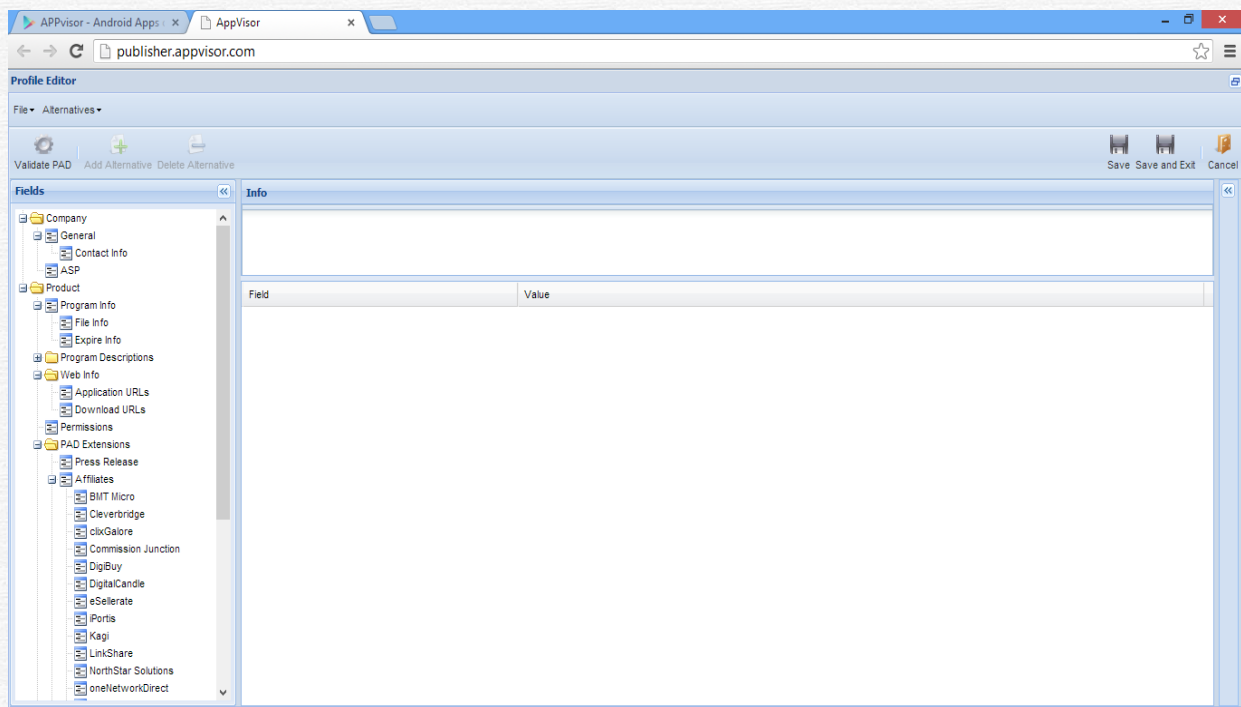 APPvisor - Android Apps
AppVisor
publisher.appvisor.com
Profile Editor
File Alternatives
Validate PAD Add Alternative Delete Alternative Save Save and Exit Cancel
Fields
Info
Company
General
Contact Info
ASP
Product
Program Info
File Info
Expire Info
Program Descriptions
Web Info
Application URLs
Download URLs
Permissions
PAD Extensions
Press Release
Affiliates
BMT Micro
Cleverbridge
clixGalore
Commission Junction
DigiBuy
DigitalCandle
eSellerate
iPortis
Kagi
LinkShare
NorthStar Solutions
oneNetworkDirect
Field Value